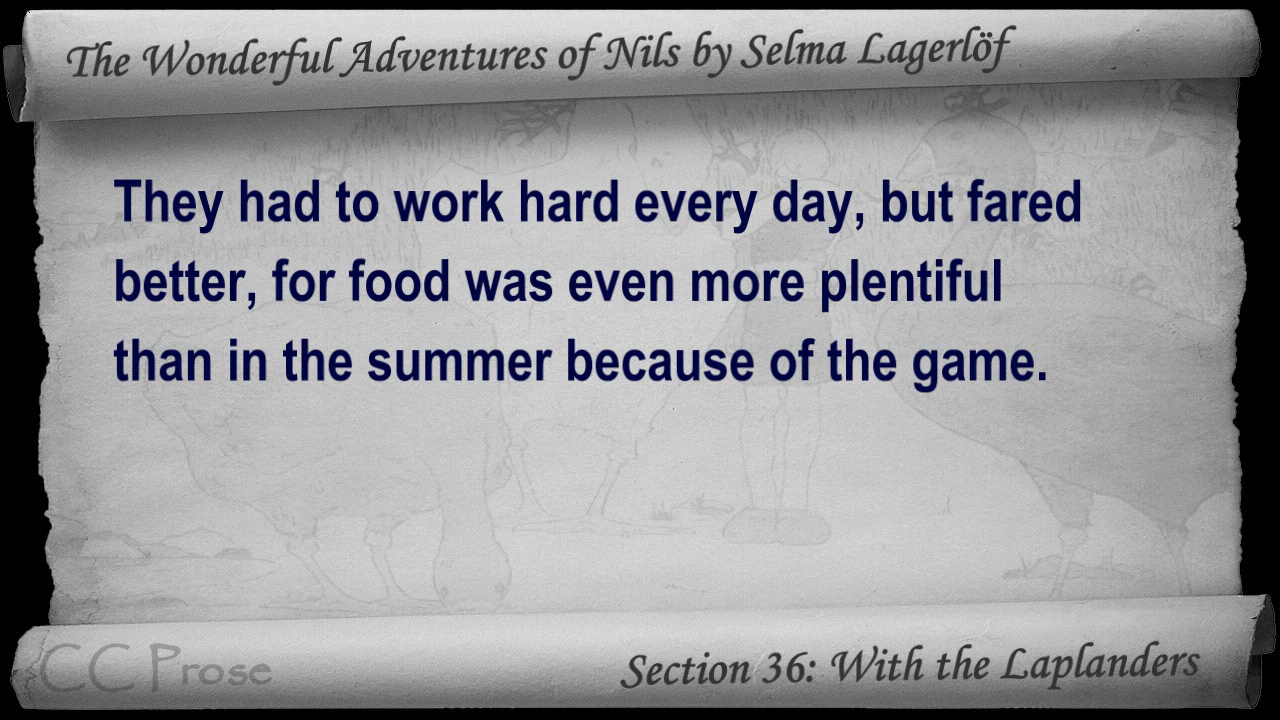 The Wonderful Adventures of Nils by Selma Lagerlöf
They had to work hard every day, but fared
better, for food was even more plentiful
than in the summer because of the game.
CC Prose
Section 36: With the Laplanders